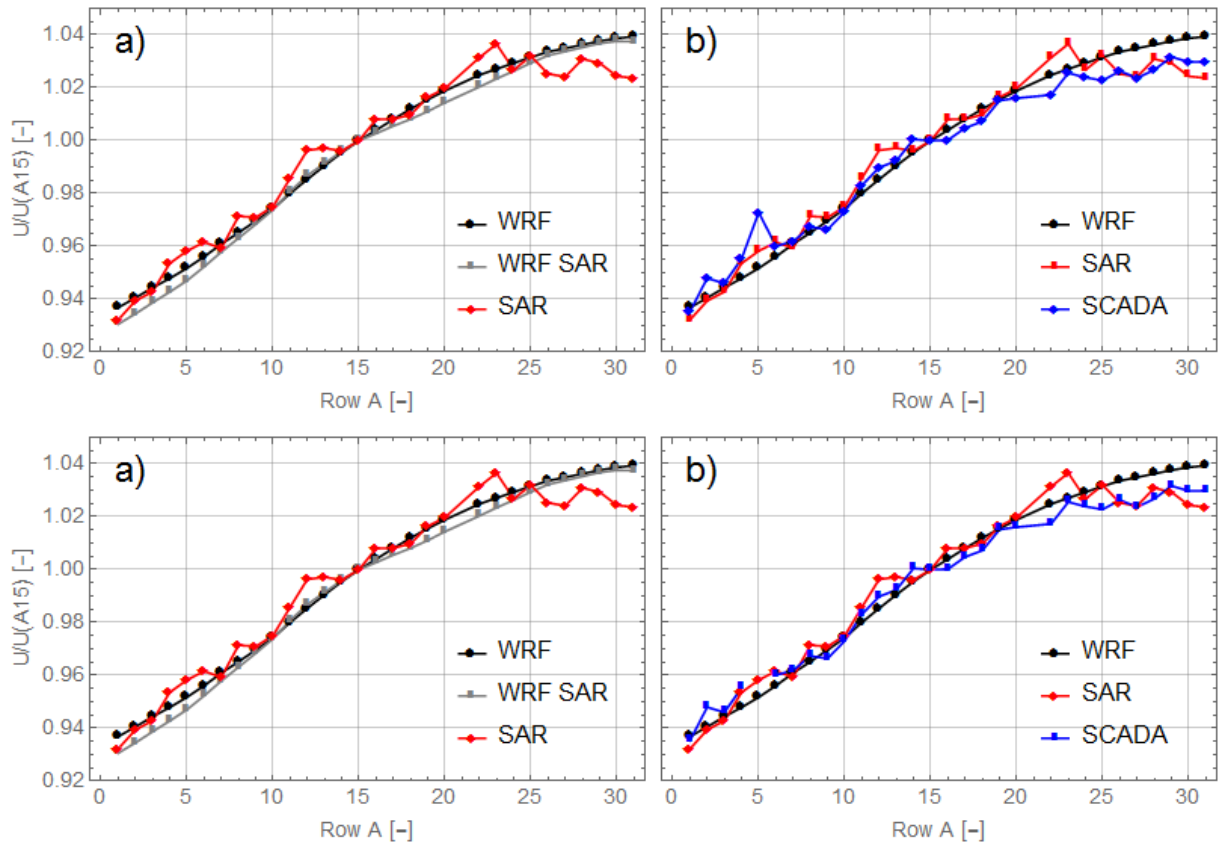 a)
1.04
1.02
1.00
0.98
0.96
0.94
0.92
U/U(A15) [-]
WRF
WRF SAR
SAR
0 5 10 15 20 25 30
Row A [-]
b)
WRF
SAR
SCADA
0 5 10 15 20 25 30
Row A [-]
a)
1.04
1.02
1.00
0.98
0.96
0.94
0.92
U/U(A15) [-]
WRF
WRF SAR
SAR
0 5 10 15 20 25 30
Row A [-]
b)
WRF
SAR
SCADA
0 5 10 15 20 25 30
Row A [-]